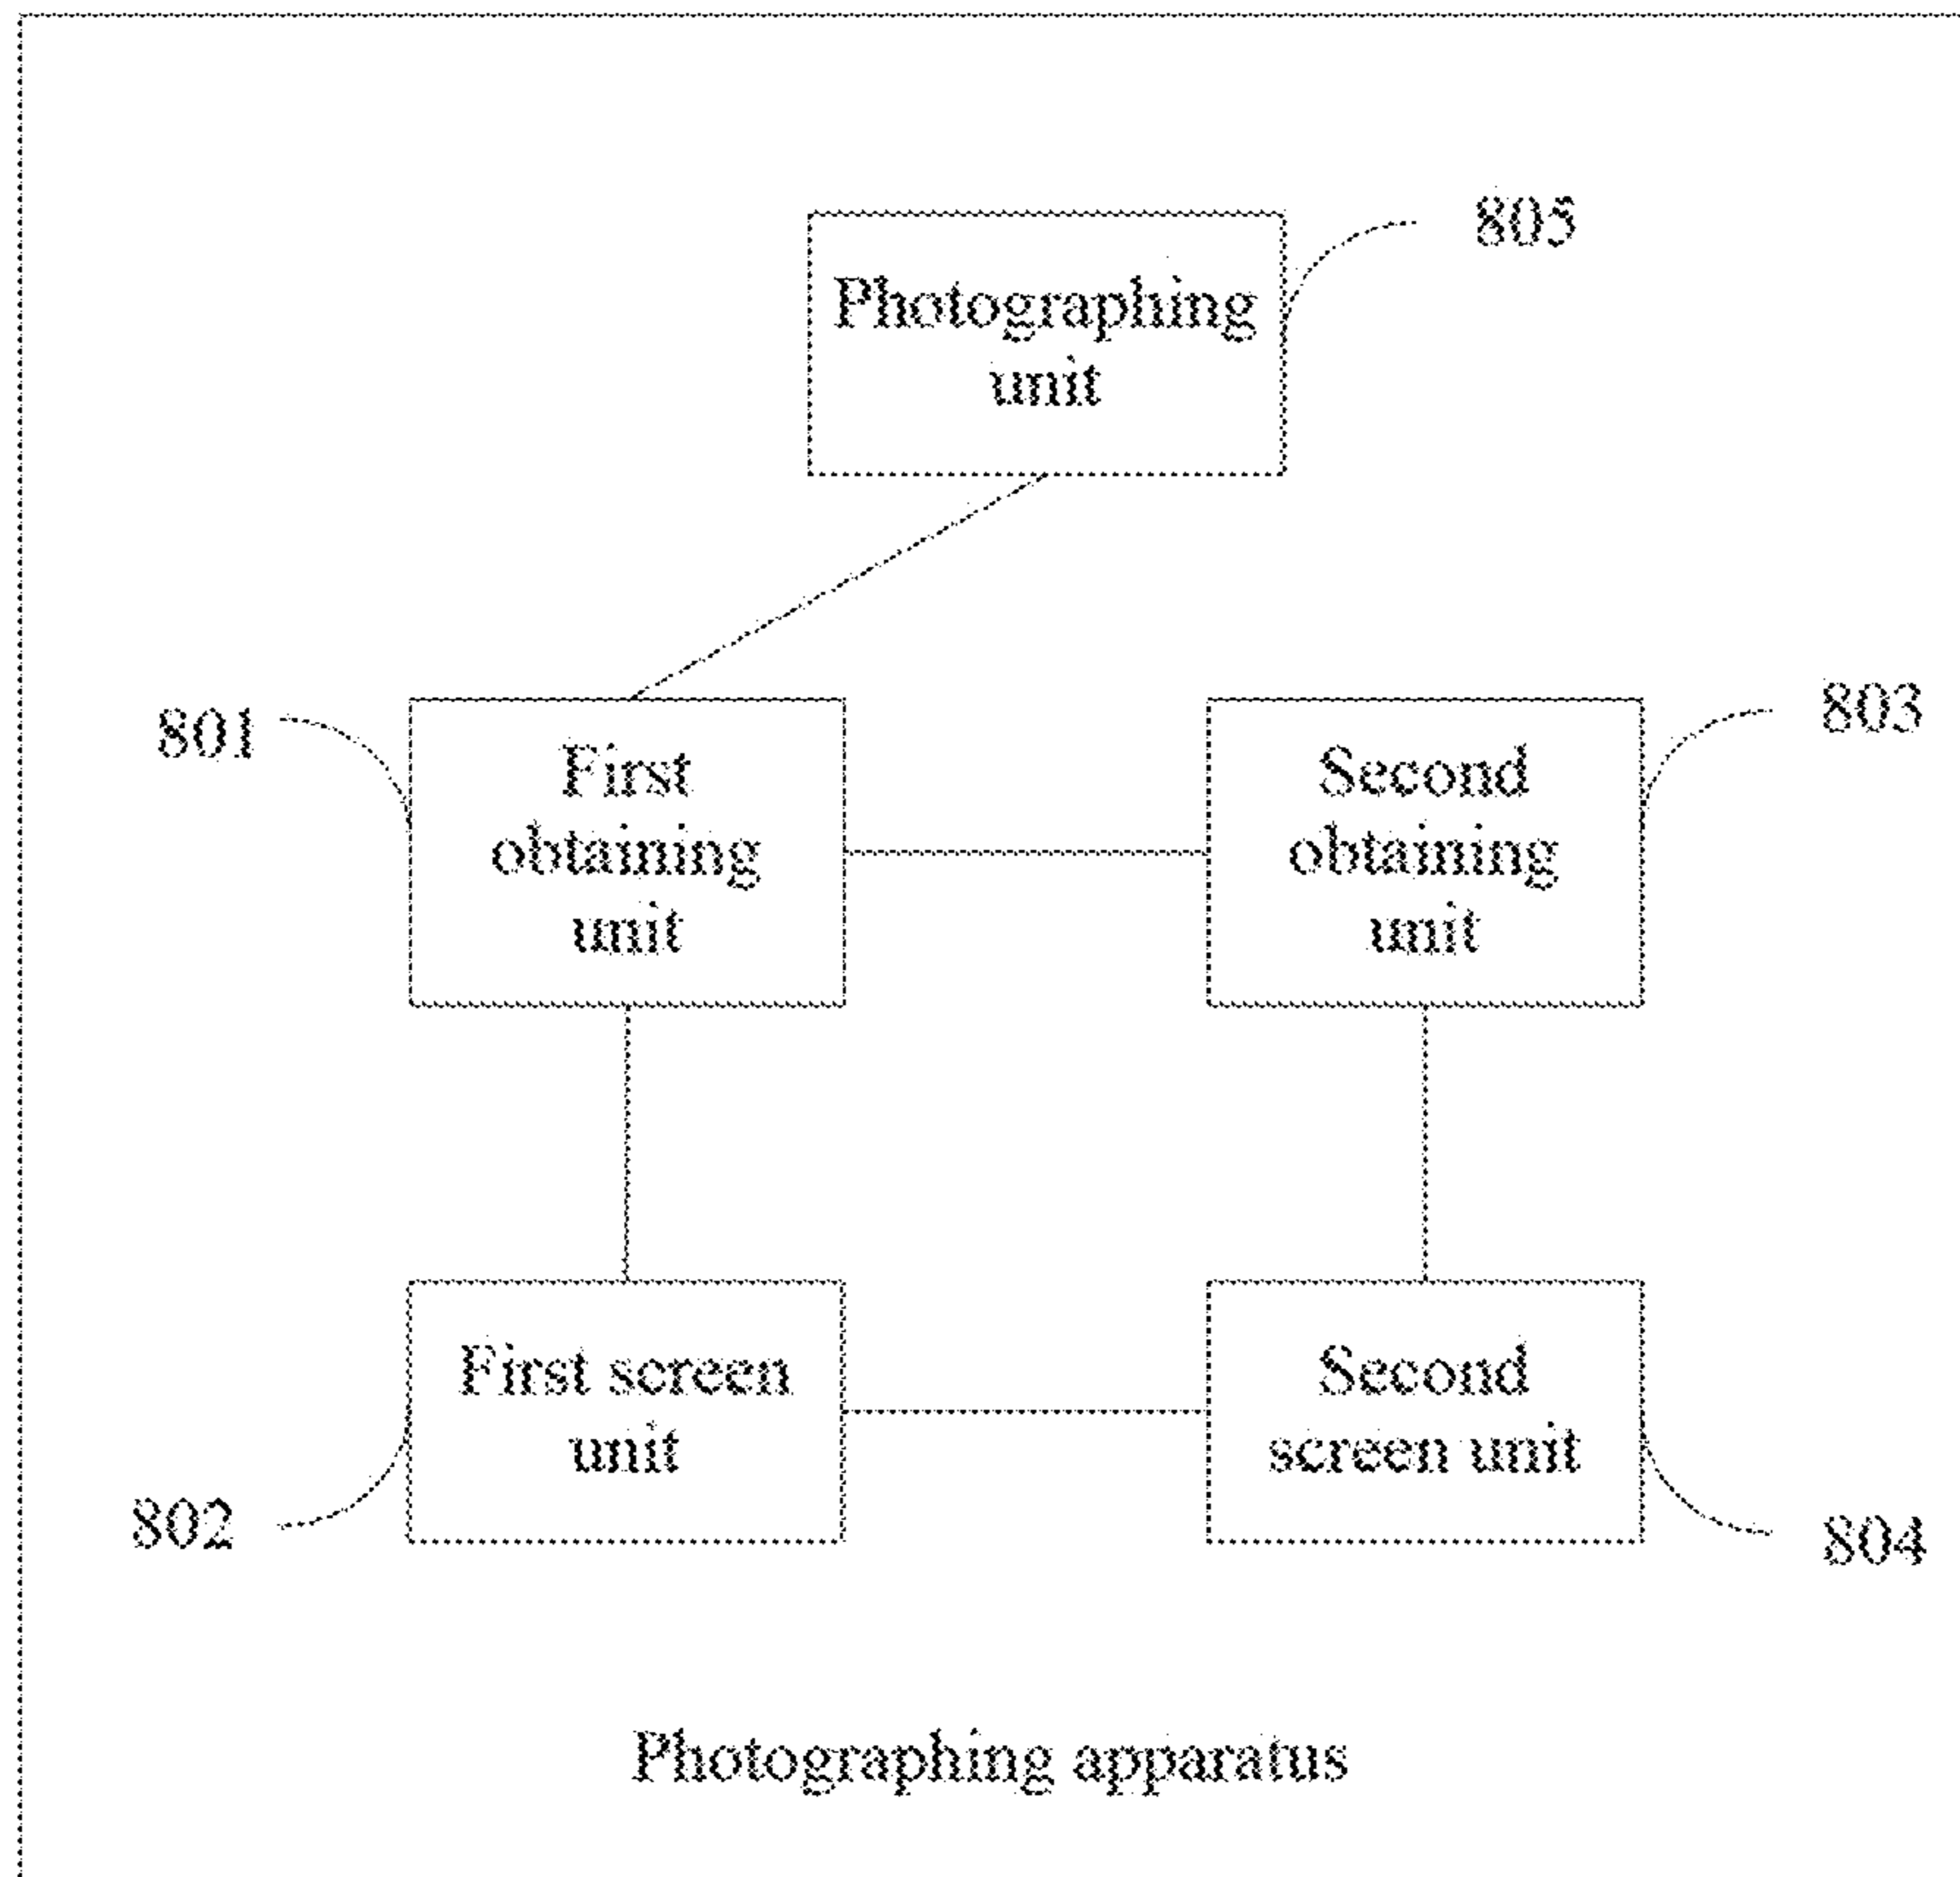 805
Photographing
unit
801
803
First
obtaining
unit
Second
obtaining
unit
First screen
unit
Second
screen unit
802
804
Photographing apparatus